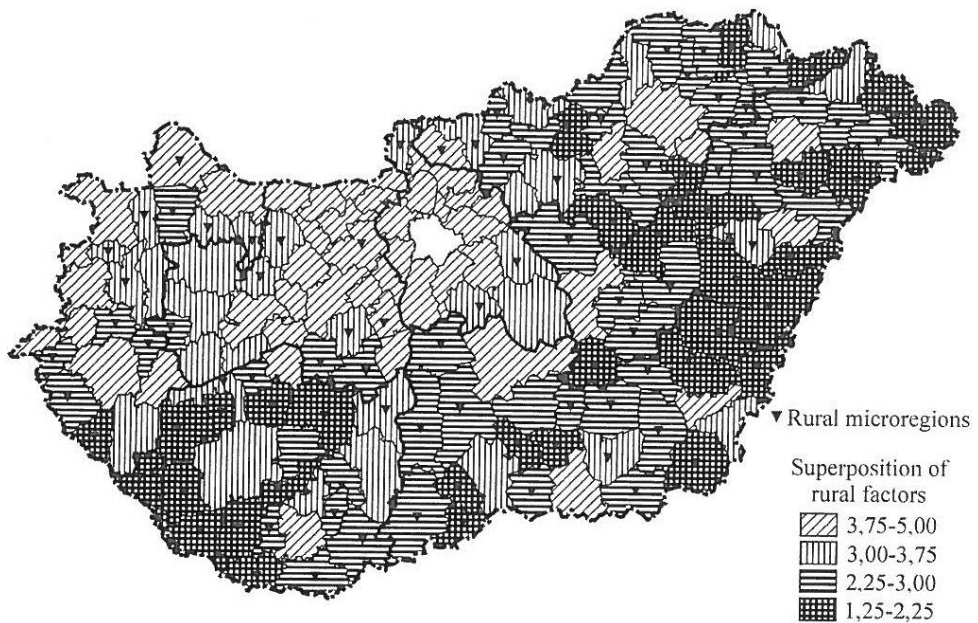 Rural microregions
Superposition of
rural factors
3,75-5,00
3,00-3,75
2,25-3,00
1,25-2,25